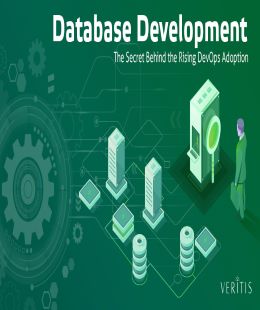 Database Development
The Secret Behind the Rising DevOps Adoption
VERITIS